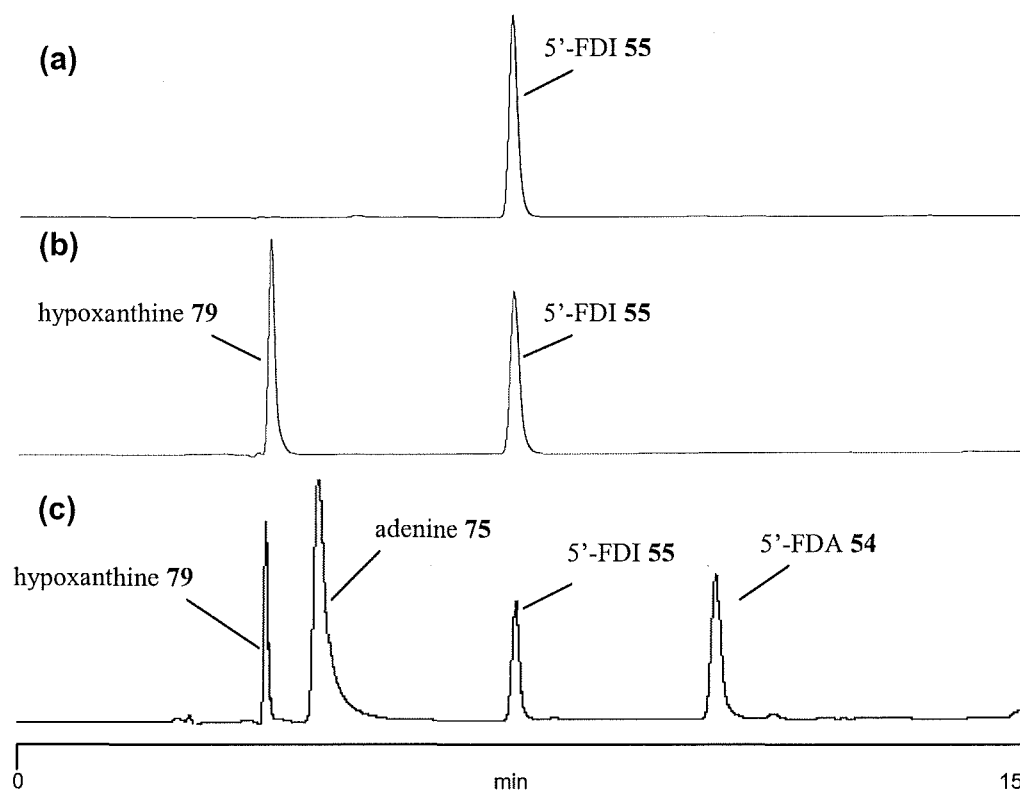 (a)
5'-FDI 55
(b)
hypoxanthine 79
5'-FDI 55
(c)
adenine 75
5'-FDI 55
5'-FDA 54
hypoxanthine 79
0
min
15